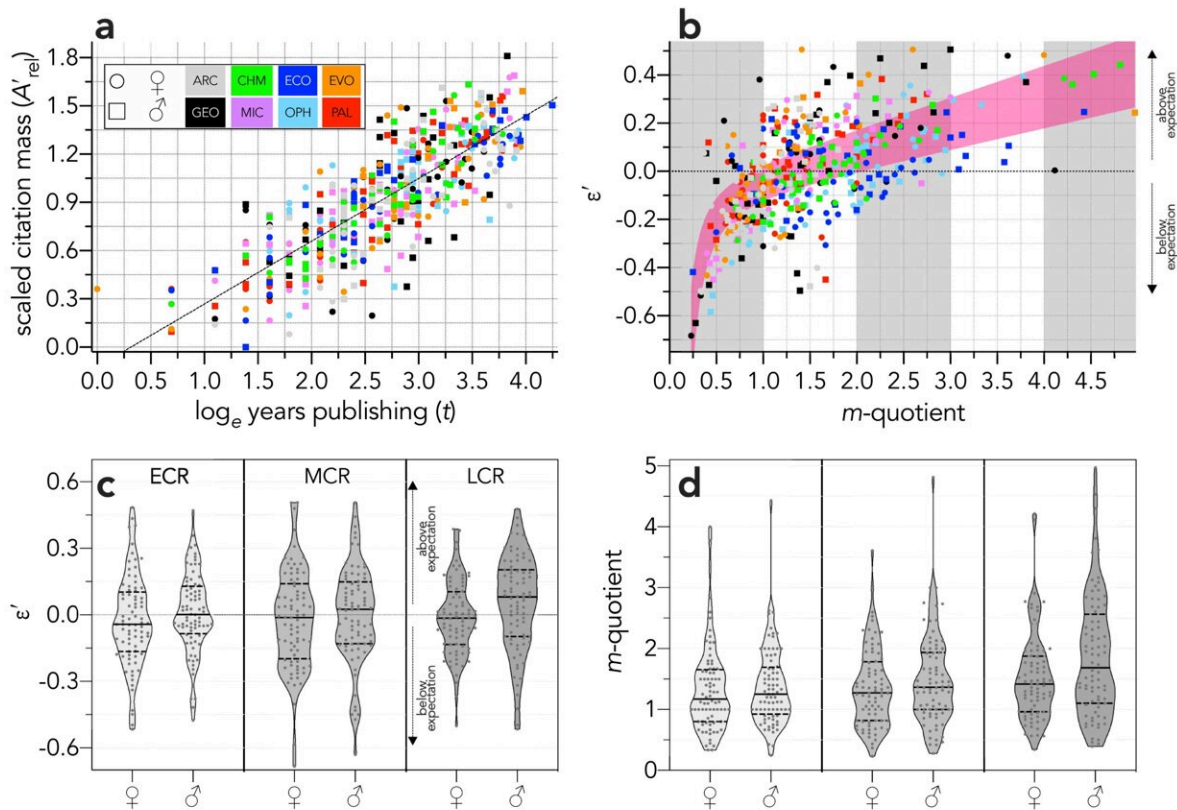 a
scaled citation mass (A′rel)
1.8
1.5
1.2
0.9
0.6
0.3
0.0
♀ ARC CHM ECO EVO
♂ GEO MIC OPH PAL
0.0 0.5 1.0 1.5 2.0 2.5 3.0 3.5 4.0
loge years publishing (t)
b
ε′
0.4
0.2
0.0
-0.2
-0.4
-0.6
above
expectation
below
expectation
0.0 0.5 1.0 1.5 2.0 2.5 3.0 3.5 4.0 4.5
m-quotient
c
ECR MCR LCR
ε′
0.6
0.3
0.0
-0.3
-0.6
above
expectation
below
expectation
♀ ♂ ♀ ♂ ♀ ♂
d
m-quotient
5
4
3
2
1
0
♀ ♂ ♀ ♂ ♀ ♂